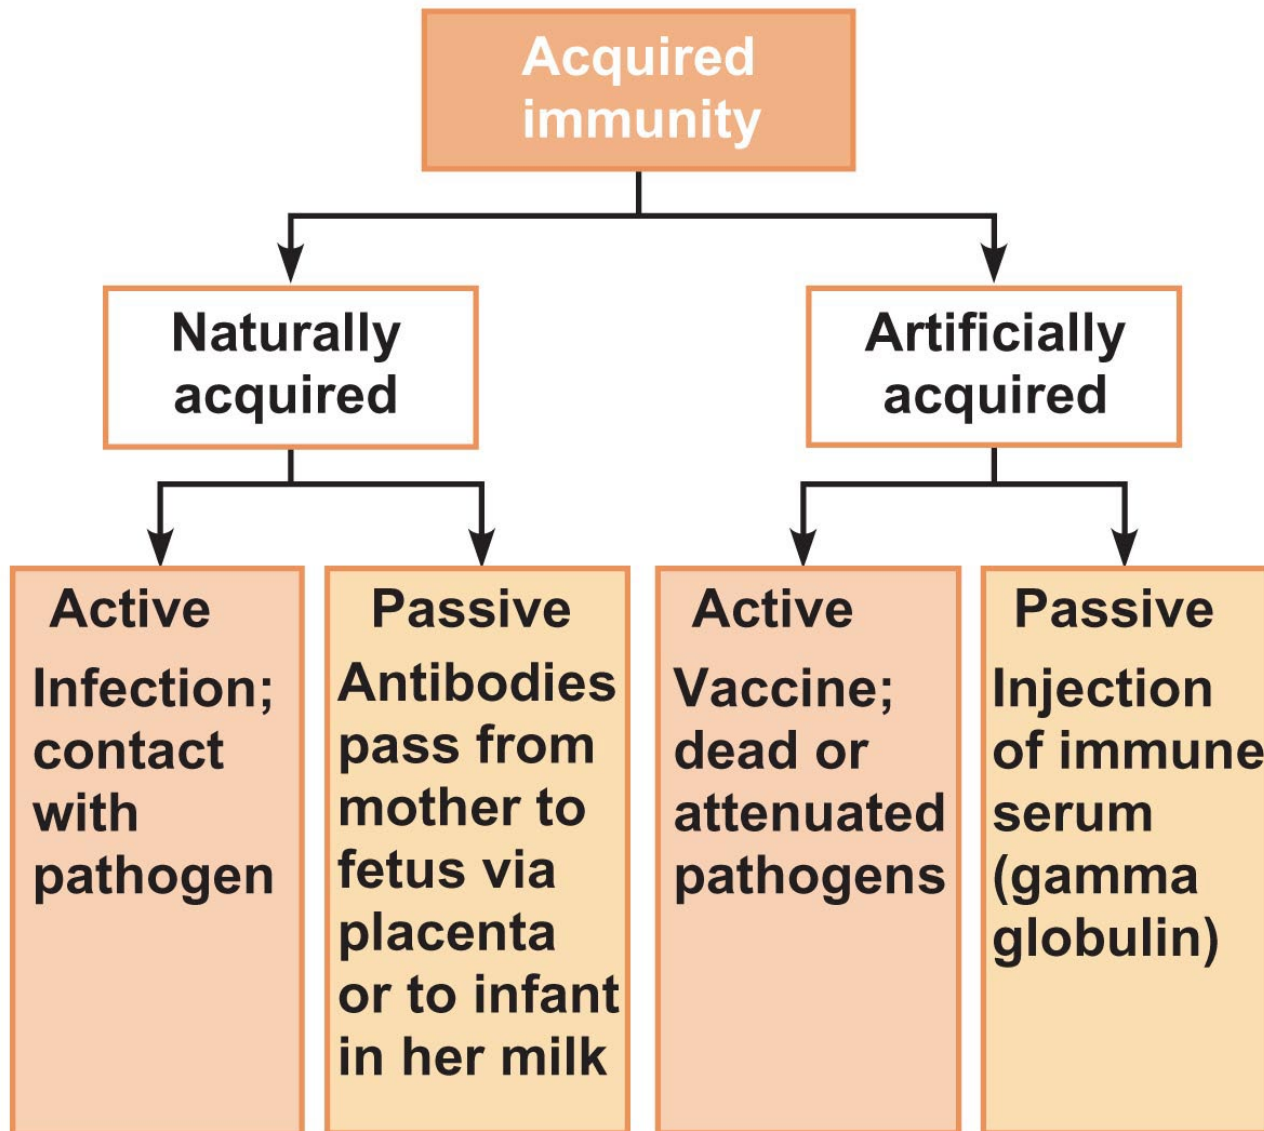 Acquired
immunity
Naturally
acquired
Artificially
acquired
Active
Infection;
contact
with
pathogen
Passive
Antibodies
pass from
mother to
fetus via
placenta
or to infant
in her milk
Active
Vaccine;
dead or
attenuated
pathogens
Passive
Injection
of immune
serum
(gamma
globulin)